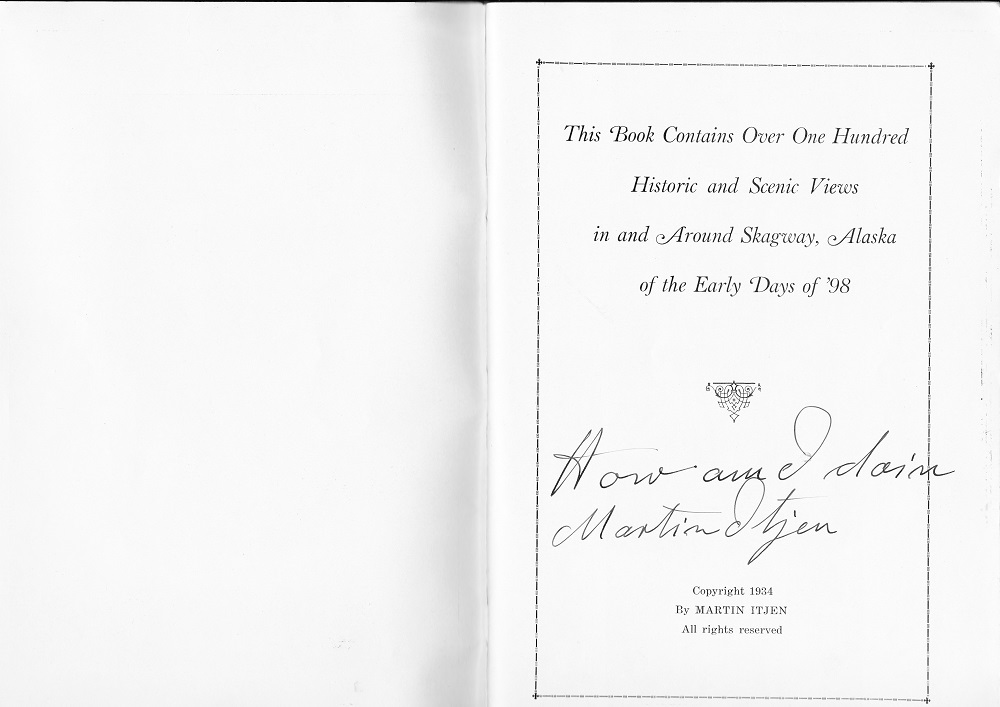 This Book Contains Over One Hundred
Historic and Scenic Views
in and Around Skagway, Alaska
of the Early Days of '98
How am I doin
Martin Itjen
Copyright 1934
By MARTIN ITJEN
All rights reserved